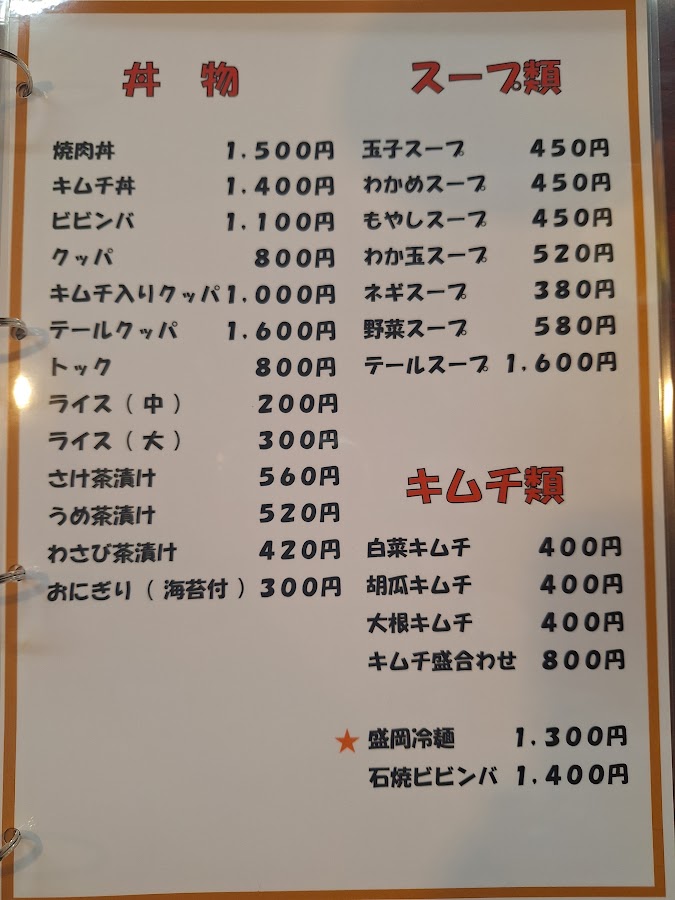 丼 物
焼肉丼 1,500円
キムチ丼 1,400円
ビビンバ 1,100円
クッパ 800円
キムチ入りクッパ 1,000円
テールクッパ 1,600円
トック 800円
ライス(中) 200円
ライス(大) 300円
さけ茶漬け 560円
うめ茶漬け 520円
わさび茶漬け 420円
おにぎり(海苔付) 300円
スープ類
玉子スープ 450円
わかめスープ 450円
もやしスープ 450円
わか玉スープ 520円
ネギスープ 380円
野菜スープ 580円
テールスープ 1,600円
キムチ類
白菜キムチ 400円
胡瓜キムチ 400円
大根キムチ 400円
キムチ盛合わせ 800円
★ 盛岡冷麺 1,300円
石焼ビビンバ 1,400円